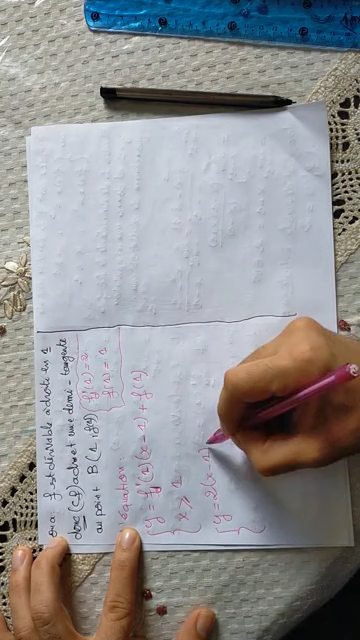 on a f est dérivable à droite en 1
donc (Cf) admet une demi-tangente
au point B(1, f(1)) { f'(1) = 2
f(1) = 1
équation
{ y = f'(1)(x-1) + f(1)
x ≥ 1
{ y = 2(x-1)